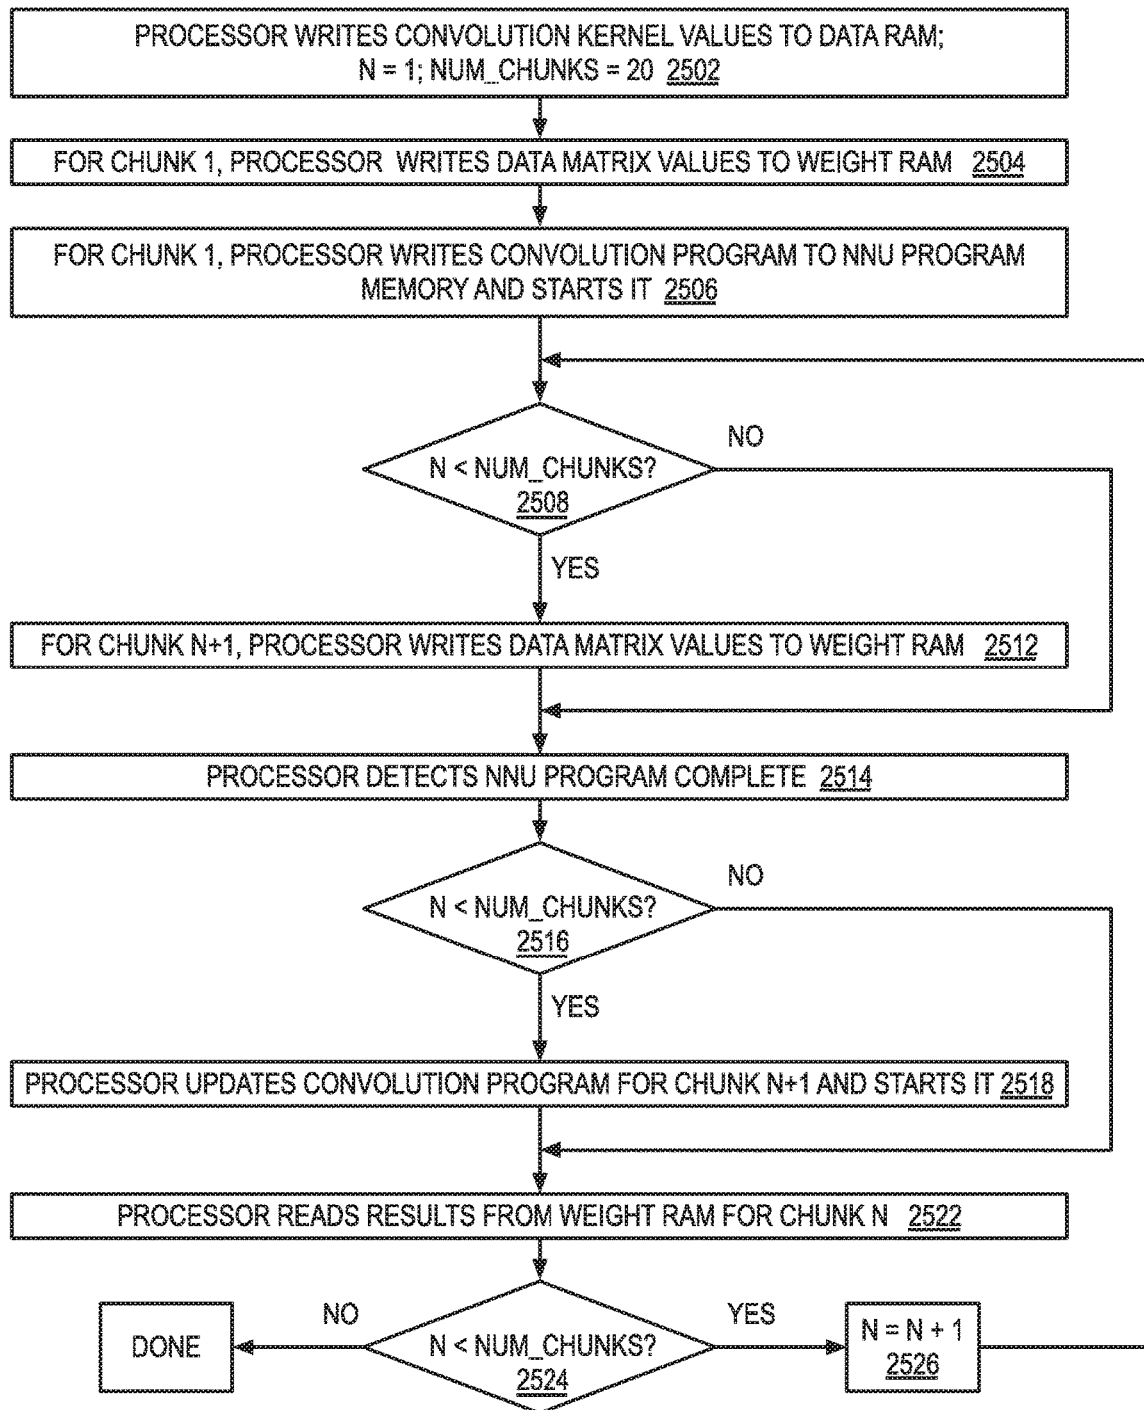 PROCESSOR WRITES CONVOLUTION KERNEL VALUES TO DATA RAM;
N = 1; NUM_CHUNKS = 20 2502
FOR CHUNK 1, PROCESSOR WRITES DATA MATRIX VALUES TO WEIGHT RAM 2504
FOR CHUNK 1, PROCESSOR WRITES CONVOLUTION PROGRAM TO NNU PROGRAM
MEMORY AND STARTS IT 2506
NO
N < NUM_CHUNKS?
2508
YES
FOR CHUNK N+1, PROCESSOR WRITES DATA MATRIX VALUES TO WEIGHT RAM 2512
PROCESSOR DETECTS NNU PROGRAM COMPLETE 2514
NO
N < NUM_CHUNKS?
2516
YES
PROCESSOR UPDATES CONVOLUTION PROGRAM FOR CHUNK N+1 AND STARTS IT 2518
PROCESSOR READS RESULTS FROM WEIGHT RAM FOR CHUNK N 2522
NO
YES
DONE
N < NUM_CHUNKS?
2524
N = N + 1
2526